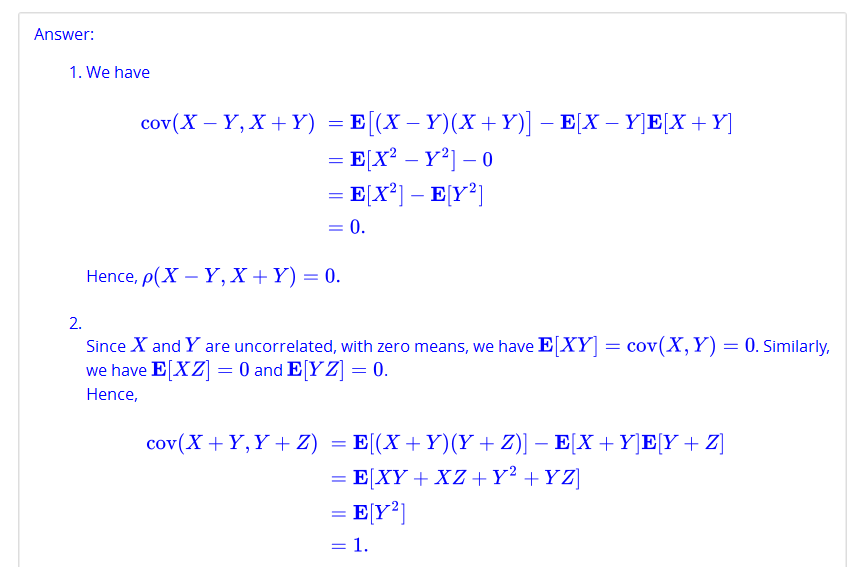 Answer:
1. We have
cov(X − Y, X + Y) = E[(X − Y)(X + Y)] − E[X − Y]E[X + Y]
= E[X² − Y²] − 0
= E[X²] − E[Y²]
= 0.
Hence, ρ(X − Y, X + Y) = 0.
2.
Since X and Y are uncorrelated, with zero means, we have E[XY] = cov(X, Y) = 0. Similarly,
we have E[XZ] = 0 and E[YZ] = 0.
Hence,
cov(X + Y, Y + Z) = E[(X + Y)(Y + Z)] − E[X + Y]E[Y + Z]
= E[XY + XZ + Y² + YZ]
= E[Y²]
= 1.